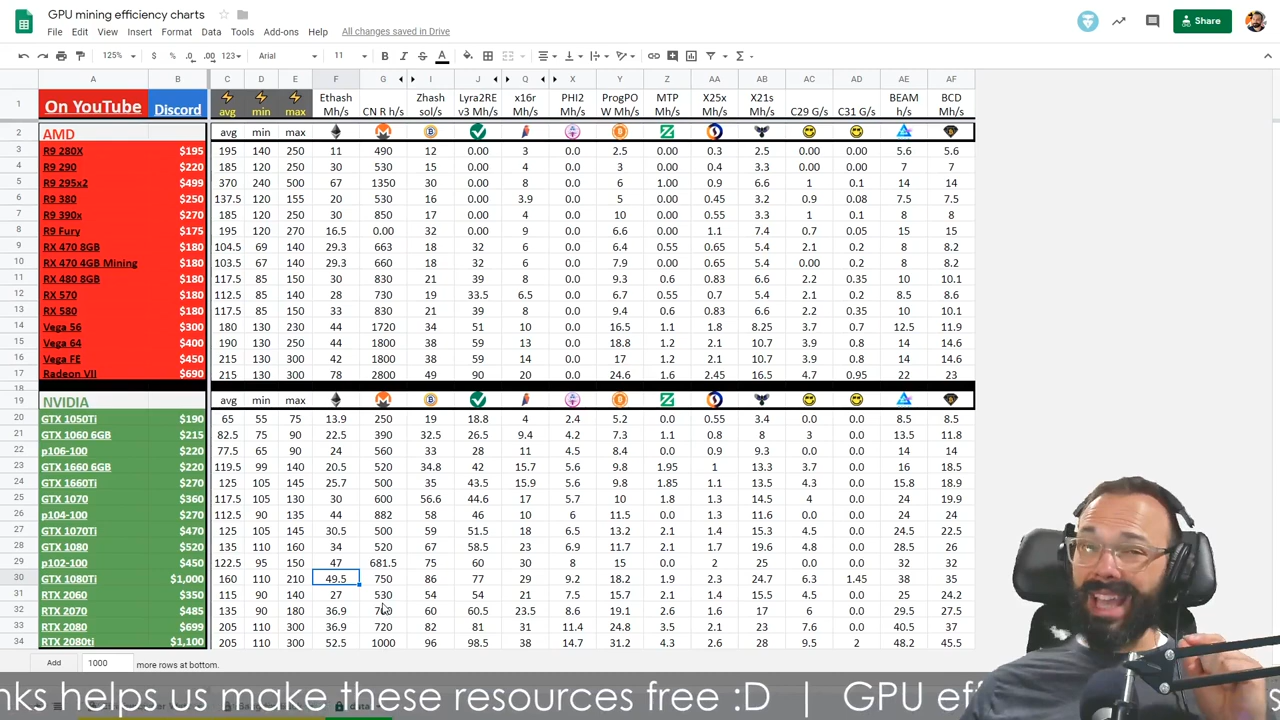 GPU mining efficiency charts
File Edit View Insert Format Data Tools Add-ons Help All changes saved in Drive
Share
125% $ % .0 .00 123 Arial 11
A B C D E F G I J Q X Y Z AA AB AC AD AE AF
1 On YouTube Discord avg min max Ethash Mh/s CN R h/s Zhash sol/s Lyra2RE v3 Mh/s x16r Mh/s PHI2 Mh/s ProgPO W Mh/s MTP Mh/s X25x Mh/s X21s Mh/s C29 G/s C31 G/s BEAM h/s BCD Mh/s
2 AMD avg min max
3 R9 280X $195 195 140 250 11 490 12 0.00 3 0.0 2.5 0.00 0.3 2.5 0.00 0.00 5.6 5.6
4 R9 290 $220 185 120 250 30 530 15 0.00 4 0.0 3 0.00 0.4 3.3 0.00 0.00 7 7
5 R9 295x2 $499 370 240 500 67 1350 30 0.00 8 0.0 6 1.00 0.9 6.6 1 0.1 14 14
6 R9 380 $250 137.5 120 155 20 530 16 0.00 3.9 0.0 5 0.00 0.45 3.2 0.9 0.08 7.5 7.5
7 R9 390x $270 185 120 250 30 850 17 0.00 4 0.0 10 0.00 0.55 3.3 1 0.1 8 8
8 R9 Fury $175 195 120 270 16.5 0.00 32 0.00 9 0.0 6.6 0.00 1.1 7.4 0.7 0.05 15 15
9 RX 470 8GB $180 104.5 69 140 29.3 663 18 32 6 0.0 6.4 0.55 0.65 5.4 2.1 0.2 9 8.2
10 RX 470 4GB Mining $180 103.5 67 140 29.3 660 18 32 6 0.0 7.9 0.00 0.65 5.4 0.00 0.2 8 8.2
11 RX 480 8GB $180 117.5 85 150 30 830 21 39 8 0.0 9.3 0.6 0.83 6.6 2.2 0.35 10 10.1
12 RX 570 $180 112.5 85 140 28 730 19 33.5 6.5 0.0 6.7 0.55 0.7 5.4 2.1 0.2 8.5 8.6
13 RX 580 $180 117.5 85 150 33 830 21 39 8 0.0 9.4 0.6 0.83 6.6 2.2 0.35 10 10.1
14 Vega 56 $300 180 130 230 44 1720 34 51 10 0.0 16.5 1.1 1.8 8.25 3.7 0.7 12.5 11.9
15 Vega 64 $400 190 130 250 44 1800 38 59 13 0.0 18.8 1.2 2.1 10.7 3.9 0.8 14 14.6
16 Vega FE $450 215 130 300 42 1800 38 59 14 0.0 17 1.2 2.1 10.7 3.9 0.8 14 14.6
17 Radeon VII $690 215 130 300 78 2800 49 90 20 0.0 24.6 1.6 2.45 16.5 4.7 0.95 22 23
18
19 NVIDIA avg min max
20 GTX 1050Ti $190 65 55 75 13.9 250 19 18.8 4 2.4 5.2 0.0 0.55 3.4 2 0.0 8.5 8.5
21 GTX 1060 6GB $215 82.5 75 90 22.5 390 32.5 26.5 9.4 4.2 7.3 1.1 0.8 8 3 0.0 13.5 11.8
22 p106-100 $220 77.5 65 90 24 560 33 28 11 4.5 8.4 0.0 0.9 9.3 3 0.0 14 14
23 GTX 1660 6GB $220 119.5 99 140 20.5 520 34.8 42 15.7 5.6 9.8 1.95 1 13.3 3.7 0.0 16 18.5
24 GTX 1660Ti $270 125 105 145 25.7 500 35 43.5 15.9 5.6 9.8 1.85 1.1 13.5 4.3 0.0 15.8 18.9
25 GTX 1070 $360 117.5 105 130 30 600 56.6 44.6 17 5.7 10 1.8 1.3 14.5 4 0.0 24 19.9
26 p104-100 $270 112.5 90 135 44 882 58 46 10 6 11.5 0.0 1.3 11.6 4 0.0 24 24
27 GTX 1070Ti $470 125 105 145 30.5 500 59 51.5 18 6.5 13.2 2.1 1.4 15.4 4.5 0.0 24.5 22.5
28 GTX 1080 $520 135 110 160 34 520 67 58.5 23 6.9 11.7 2.1 1.7 19.6 4.8 0.0 28.5 26
29 p102-100 $450 122.5 95 150 47 681.5 75 60 30 8 15 0.0 2 25 0.0 0.0 32 32
30 GTX 1080Ti $1,000 160 110 210 49.5 750 86 77 29 9.2 18.2 1.9 2.3 24.7 6.3 1.45 38 35
31 RTX 2060 $350 115 90 140 27 530 54 54 21 7.5 15.7 2.1 1.4 15.5 4.5 0.0 25 24.2
32 RTX 2070 $485 135 90 180 36.9 60 60.5 23.5 8.6 19.1 2.6 1.6 17 6 0.0 29.5 27.5
33 RTX 2080 $699 205 110 300 36.9 720 82 81 31 11.4 24.8 3.5 2.1 23 7.6 0.0 40.5 37
34 RTX 2080ti $1,100 205 110 300 52.5 1000 96 98.5 38 14.7 31.2 4.3 2.6 28 9.5 2 48.2 45.5
Add 1000 more rows at bottom.
nks helps us make these resources free :D | GPU ef